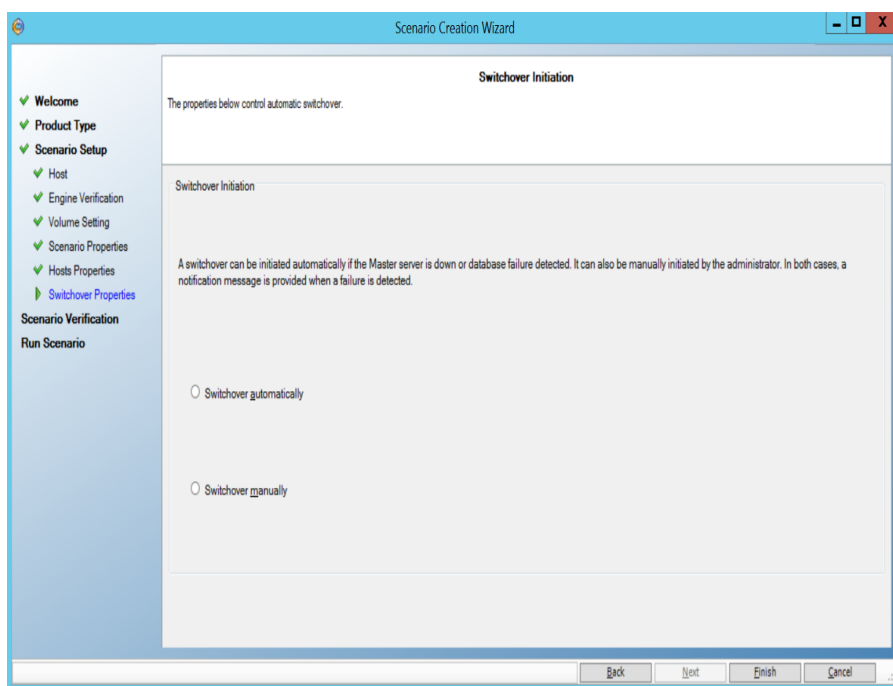 Scenario Creation Wizard
Welcome
Product Type
Scenario Setup
Host
Engine Verification
Volume Setting
Scenario Properties
Hosts Properties
Switchover Properties
Scenario Verification
Run Scenario
Switchover Initiation
The properties below control automatic switchover.
Switchover Initiation
A switchover can be initiated automatically if the Master server is down or database failure detected. It can also be manually initiated by the administrator. In both cases, a
notification message is provided when a failure is detected.
Switchover automatically
Switchover manually
Back
Next
Finish
Cancel